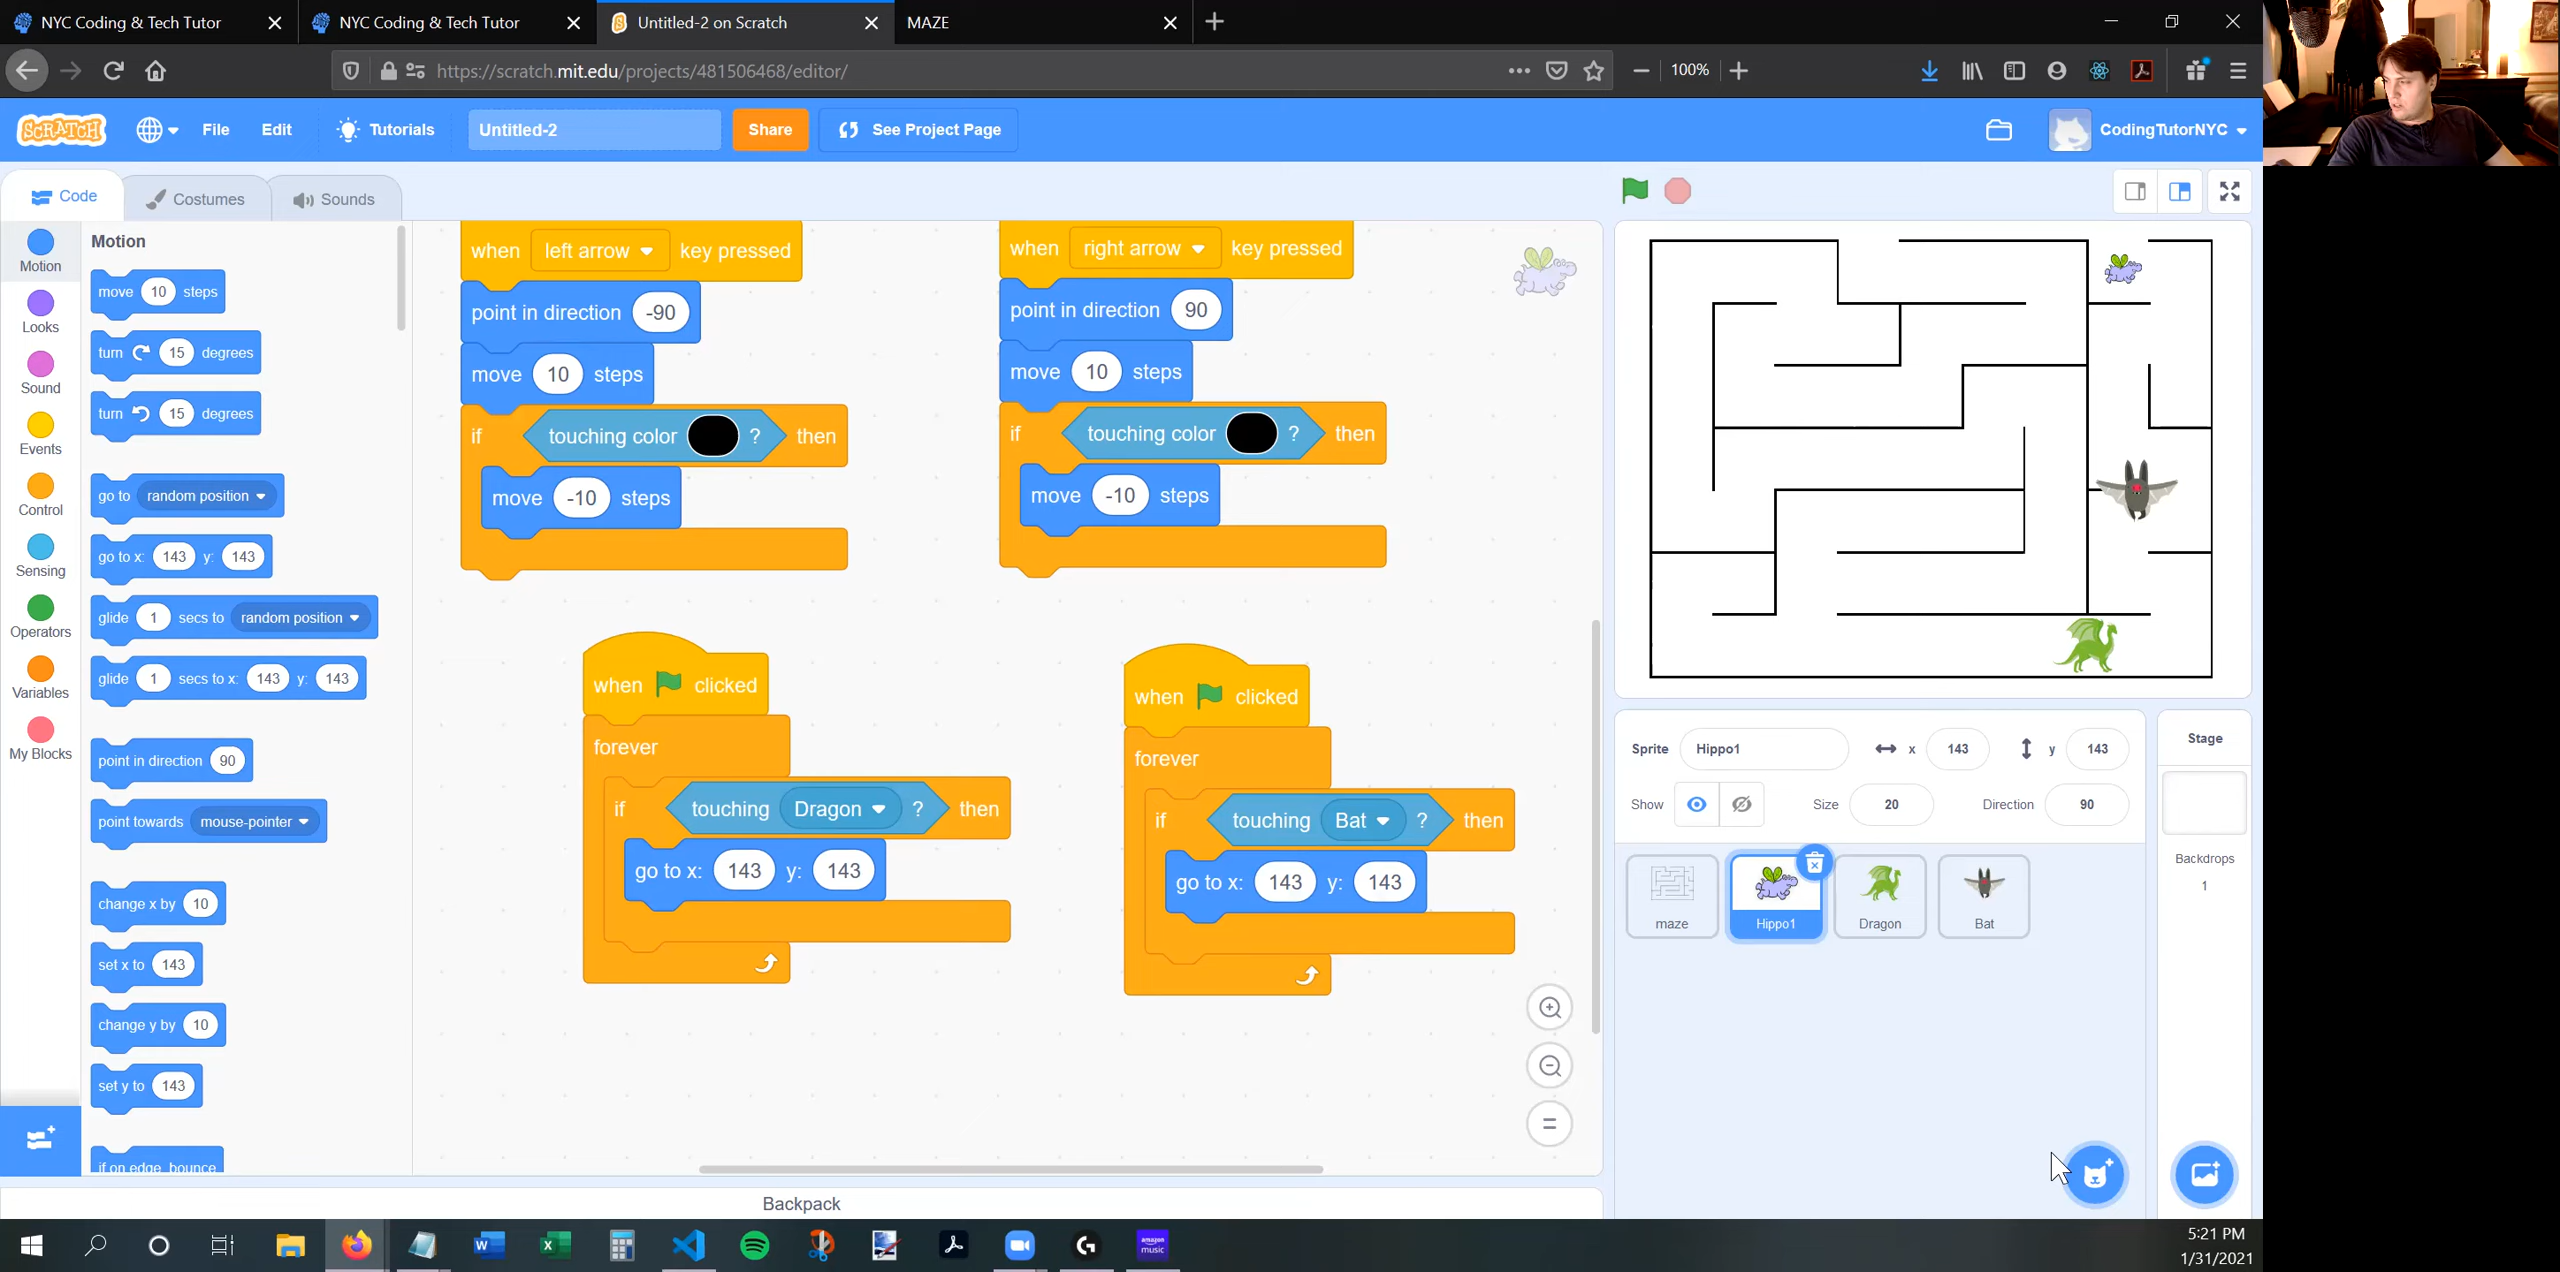 NYC Coding & Tech Tutor
NYC Coding & Tech Tutor
Untitled-2 on Scratch
MAZE
https://scratch.mit.edu/projects/481506468/editor/
100%
SCRATCH
File
Edit
Tutorials
Untitled-2
Share
See Project Page
CodingTutorNYC
Code
Costumes
Sounds
Motion
Looks
Sound
Events
Control
Sensing
Operators
Variables
My Blocks
Motion
move 10 steps
turn 15 degrees
turn 15 degrees
go to random position
go to x: 143 y: 143
glide 1 secs to random position
glide 1 secs to x: 143 y: 143
point in direction 90
point towards mouse-pointer
change x by 10
set x to 143
change y by 10
set y to 143
if on edge, bounce
when left arrow key pressed
point in direction -90
move 10 steps
if touching color ? then
move -10 steps
when right arrow key pressed
point in direction 90
move 10 steps
if touching color ? then
move -10 steps
when clicked
forever
if touching Dragon ? then
go to x: 143 y: 143
when clicked
forever
if touching Bat ? then
go to x: 143 y: 143
Backpack
Sprite Hippo1 x 143 y 143
Show Size 20 Direction 90
maze
Hippo1
Dragon
Bat
Stage
Backdrops
1
amazon
music
5:21 PM
1/31/2021